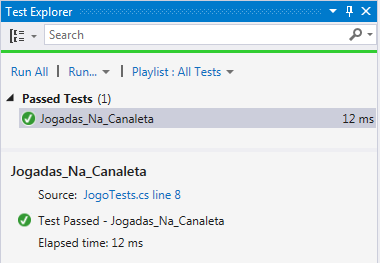 Test Explorer
Search
Run All | Run... | Playlist : All Tests
Passed Tests (1)
Jogadas_Na_Canaleta 12 ms
Jogadas_Na_Canaleta
Source: JogoTests.cs line 8
Test Passed - Jogadas_Na_Canaleta
Elapsed time: 12 ms